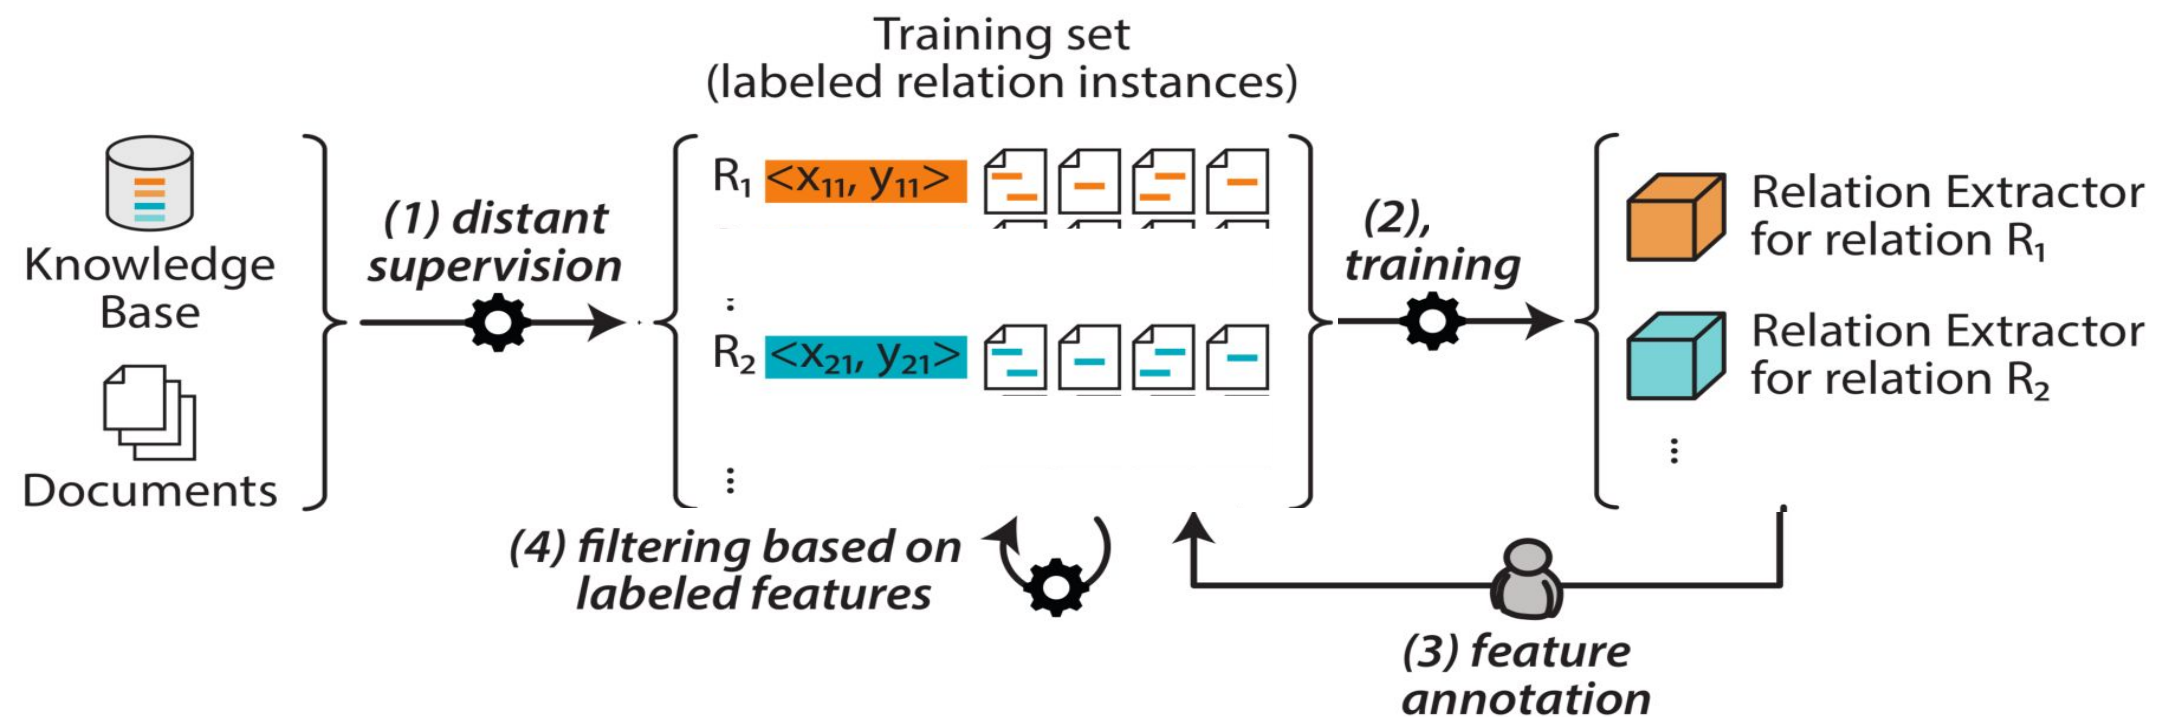 Training set
(labeled relation instances)
Knowledge
Base
Documents
(1) distant
supervision
R₁ <x₁₁, y₁₁>
⋮
R₂ <x₂₁, y₂₁>
⋮
(2),
training
Relation Extractor
for relation R₁
Relation Extractor
for relation R₂
⋮
(4) filtering based on
labeled features
(3) feature
annotation